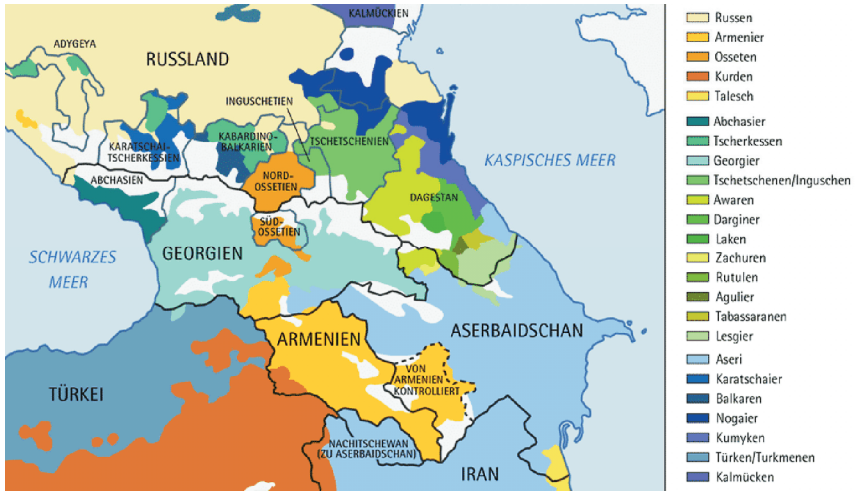 KALMÜCKIEN
ADYGEYA
RUSSLAND
INGUSCHETIEN
KARATSCHAI-
TSCHERKESSIEN
KABARDINO-
BALKARIEN
TSCHETSCHENIEN
ABCHASIEN
NORD-
OSSETIEN
DAGESTAN
KASPISCHES MEER
SÜD-
OSSETIEN
GEORGIEN
SCHWARZES
MEER
ARMENIEN
ASERBAIDSCHAN
VON
ARMENIEN
KONTROLLIERT
TÜRKEI
NACHITSCHEWAN
(ZU ASERBAIDSCHAN)
IRAN
Russen
Armenier
Osseten
Kurden
Talesch
Abchasier
Tscherkessen
Georgier
Tschetschenen/Inguschen
Awaren
Darginer
Laken
Zachuren
Rutulen
Agulier
Tabassaranen
Lesgier
Aseri
Karatschaier
Balkaren
Nogaier
Kumyken
Türken/Turkmenen
Kalmücken